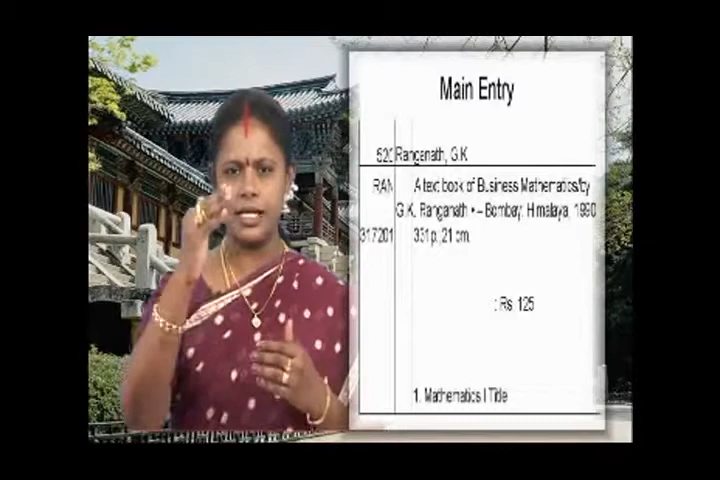 Main Entry
520 Ranganath, G.K
RAN A text book of Business Mathematics/by
G.K. Ranganath • – Bombay: Himalaya, 1990
317201 331 p.,21 cm.
: Rs. 125
1. Mathematics I Title